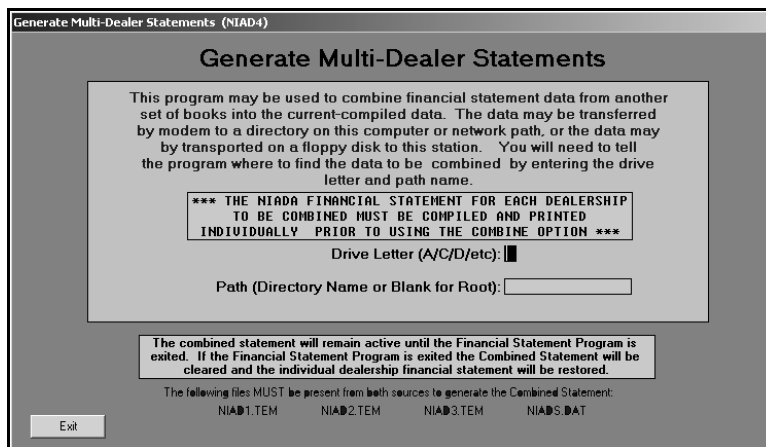 Generate Multi-Dealer Statements (NIAD4)
Generate Multi-Dealer Statements
This program may be used to combine financial statement data from another
set of books into the current-compiled data. The data may be transferred
by modem to a directory on this computer or network path, or the data may
by transported on a floppy disk to this station. You will need to tell
the program where to find the data to be combined by entering the drive
letter and path name.
*** THE NIADA FINANCIAL STATEMENT FOR EACH DEALERSHIP
TO BE COMBINED MUST BE COMPILED AND PRINTED
INDIVIDUALLY PRIOR TO USING THE COMBINE OPTION ***
Drive Letter (A/C/D/etc):
Path (Directory Name or Blank for Root):
The combined statement will remain active until the Financial Statement Program is
exited. If the Financial Statement Program is exited the Combined Statement will be
cleared and the individual dealership financial statement will be restored.
The following files MUST be present from both sources to generate the Combined Statement:
NIAD1.TEM NIAD2.TEM NIAD3.TEM NIADS.DAT
Exit